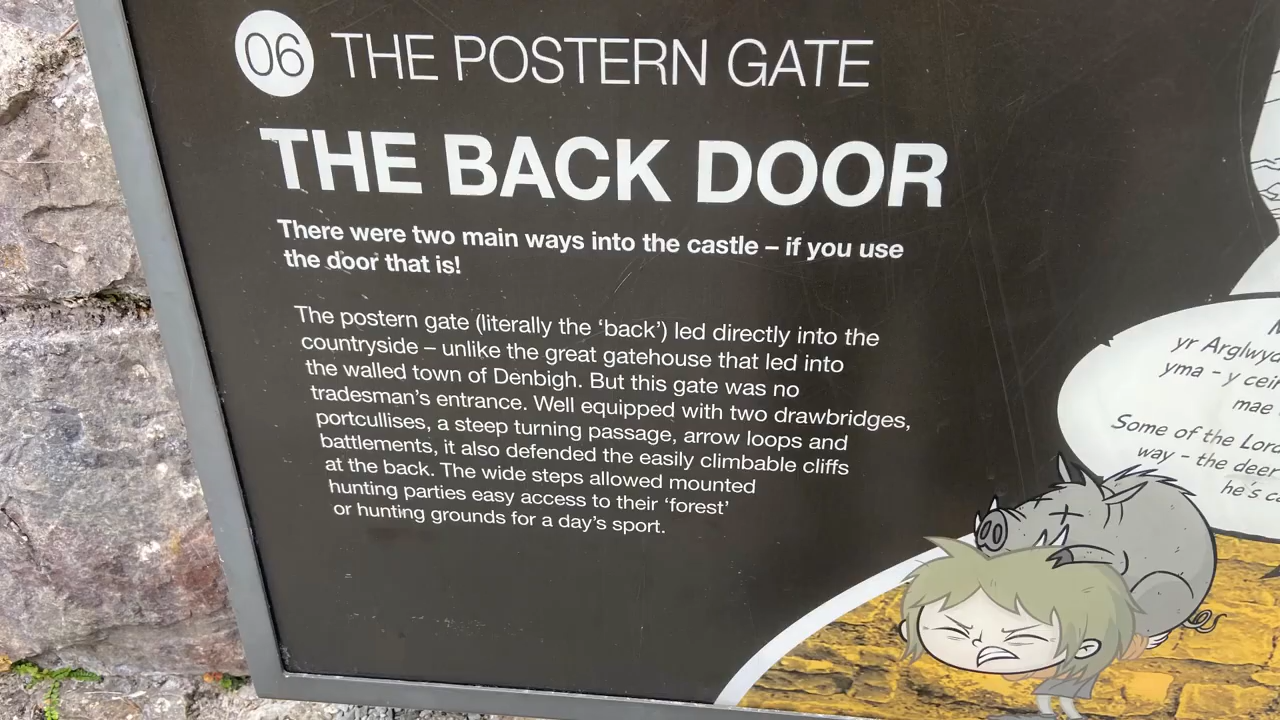 06 THE POSTERN GATE
THE BACK DOOR
There were two main ways into the castle – if you use
the door that is!
The postern gate (literally the ‘back’) led directly into the
countryside – unlike the great gatehouse that led into
the walled town of Denbigh. But this gate was no
tradesman’s entrance. Well equipped with two drawbridges,
portcullises, a steep turning passage, arrow loops and
battlements, it also defended the easily climbable cliffs
at the back. The wide steps allowed mounted
hunting parties easy access to their ‘forest’
or hunting grounds for a day’s sport.
yr
yma - y
mae
Some of the
way - the deer
he's